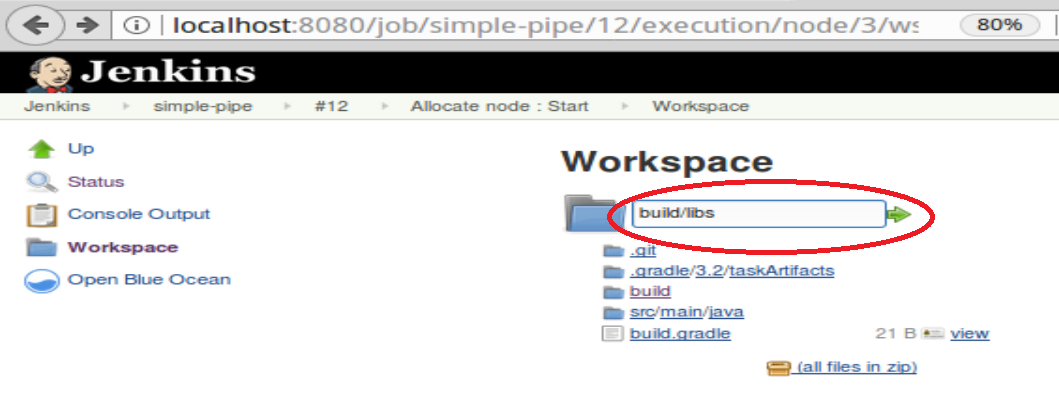 localhost:8080/job/simple-pipe/12/execution/node/3/ws 80%
Jenkins
Jenkins simple-pipe #12 Allocate node : Start Workspace
Up
Status
Console Output
Workspace
Open Blue Ocean
Workspace
build/libs
.git
.gradle/3.2/taskArtifacts
build
src/main/java
build.gradle 21 B view
(all files in zip)